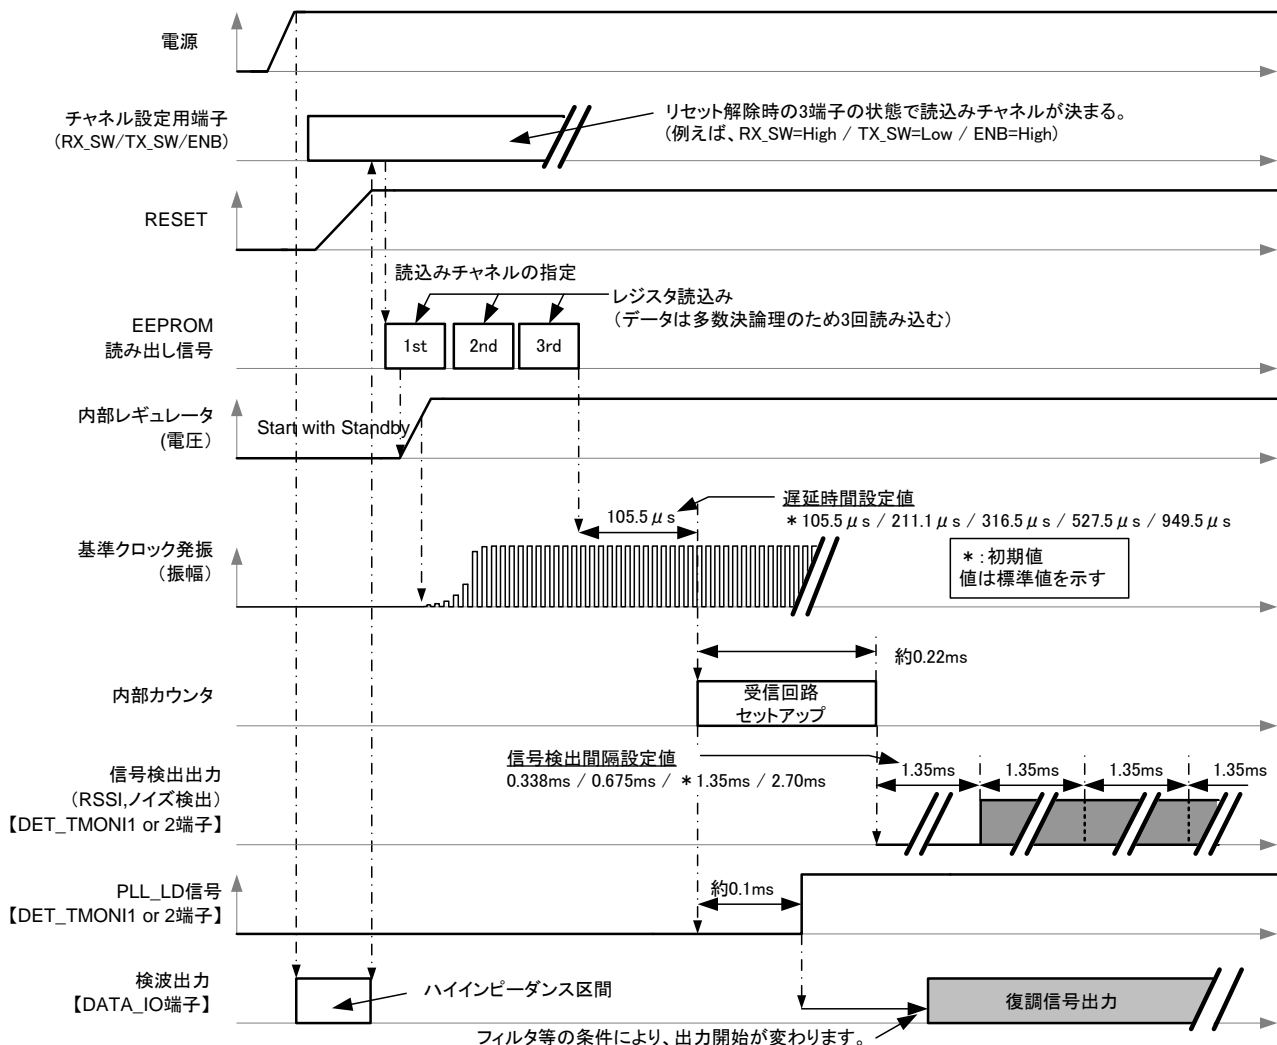 電源
チャネル設定用端子
(RX_SW/TX_SW/ENB)
リセット解除時の3端子の状態で読込みチャネルが決まる。
(例えば、RX_SW=High / TX_SW=Low / ENB=High)
RESET
読込みチャネルの指定
レジスタ読込み
(データは多数決論理のため3回読み込む)
EEPROM
読み出し信号
1st
2nd
3rd
内部レギュレータ
(電圧)
Start with Standby
105.5μs
遅延時間設定値
*105.5μs / 211.1μs / 316.5μs / 527.5μs / 949.5μs
基準クロック発振
(振幅)
*:初期値
値は標準値を示す
約0.22ms
内部カウンタ
受信回路
セットアップ
信号検出間隔設定値
0.338ms / 0.675ms / *1.35ms / 2.70ms
信号検出出力
(RSSI,ノイズ検出)
【DET_TMONI1 or 2端子】
1.35ms
1.35ms
1.35ms
1.35ms
PLL_LD信号
【DET_TMONI1 or 2端子】
約0.1ms
検波出力
【DATA_IO端子】
ハイインピーダンス区間
復調信号出力
フィルタ等の条件により、出力開始が変わります。